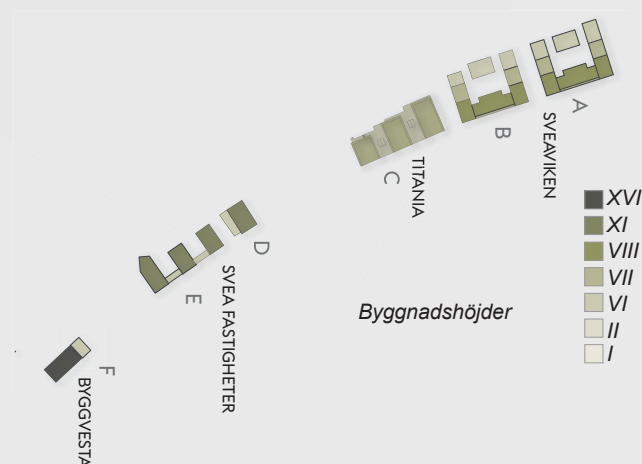 A
SVEAVIKEN
B
TITANIA
C
D
SVEA FASTIGHETER
E
F
BYGGVESTA
Byggnadshöjder
XVI
XI
VIII
VII
VI
II
I